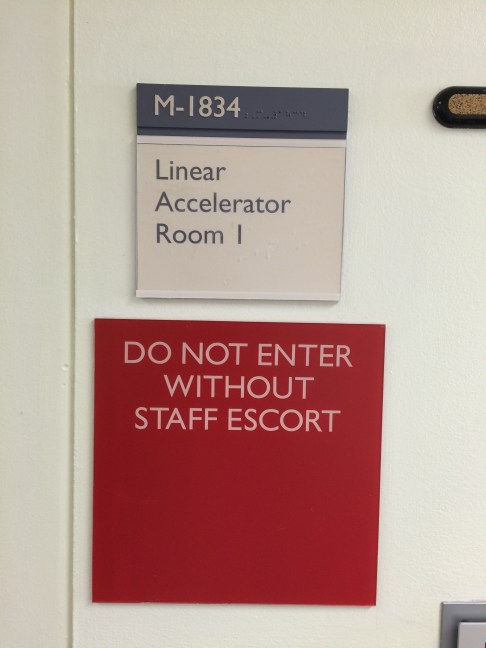 M-1834
Linear
Accelerator
Room 1
DO NOT ENTER
WITHOUT
STAFF ESCORT